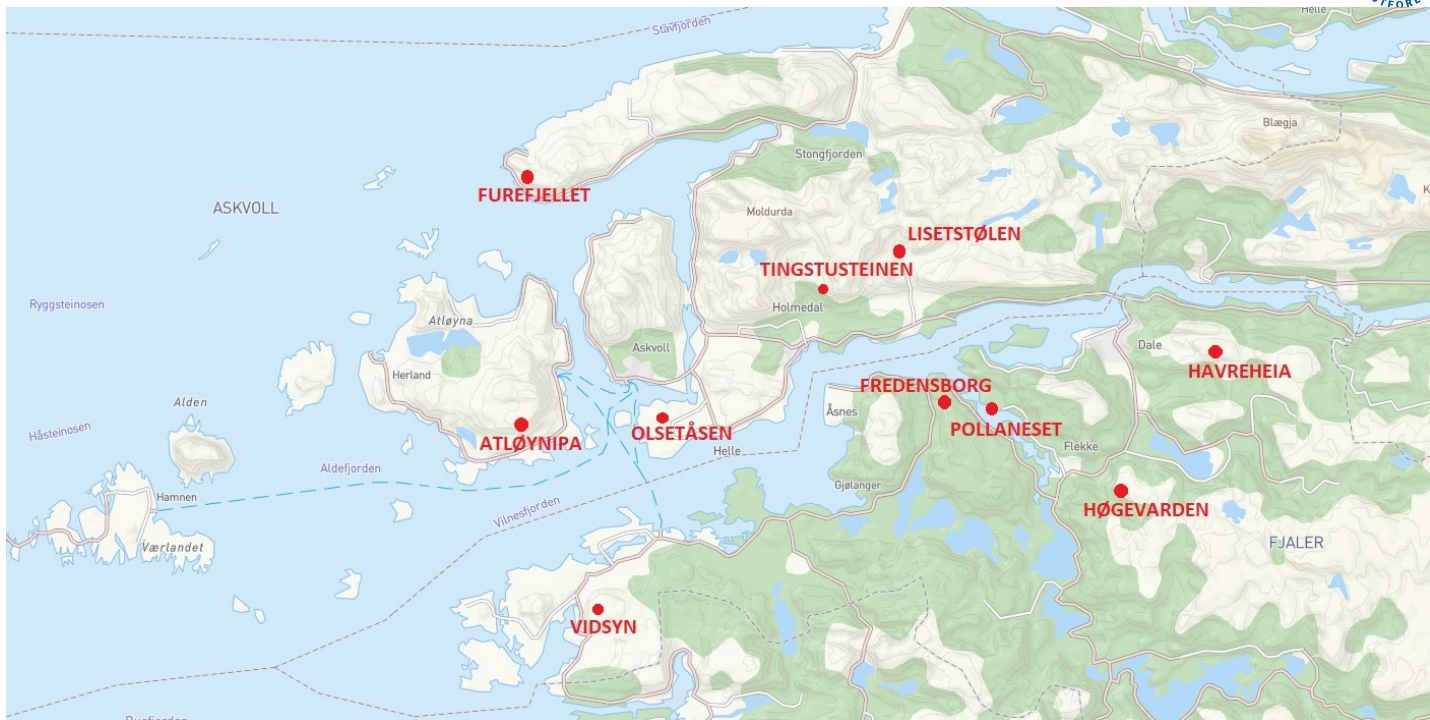 Stavfjorden
Helle
Blægja
Stongfjorden
FUREFJELLET
ASKVOLL
Moldurda
LISETSTØLEN
TINGSTUSTEINEN
Ryggsteinosen
Holmedal
Atløyna
Askvoll
Dale
Herland
HAVREHEIA
FREDENSBORG
Alden
Åsnes
POLLANESET
Håsteinosen
ATLØYNIPA
OLSETÅSEN
Helle
Flekke
Aldefjorden
Gjølanger
Hamnen
HØGEVARDEN
Vilnesfjorden
FJALER
Værlandet
VIDSYN